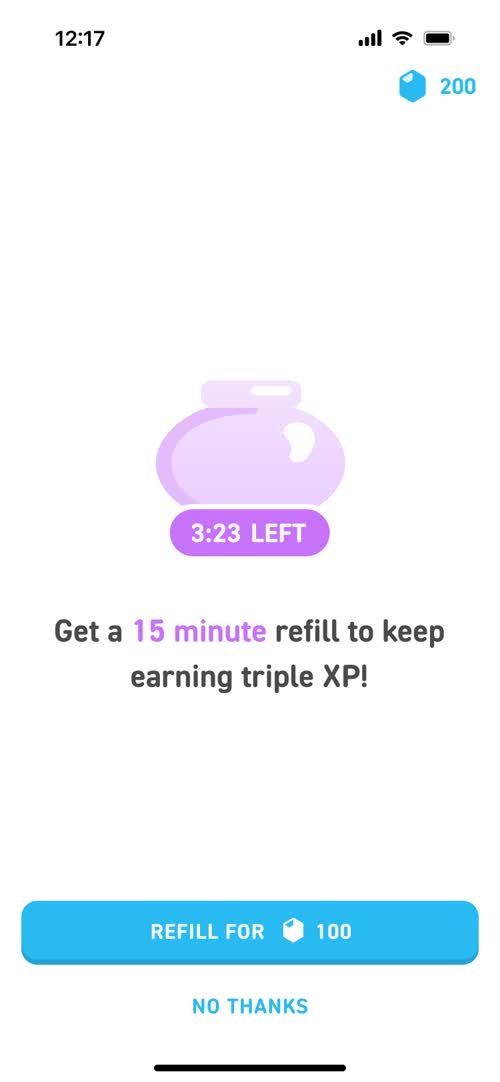 12:17
200
3:23 LEFT
Get a 15 minute refill to keep
earning triple XP!
REFILL FOR 100
NO THANKS